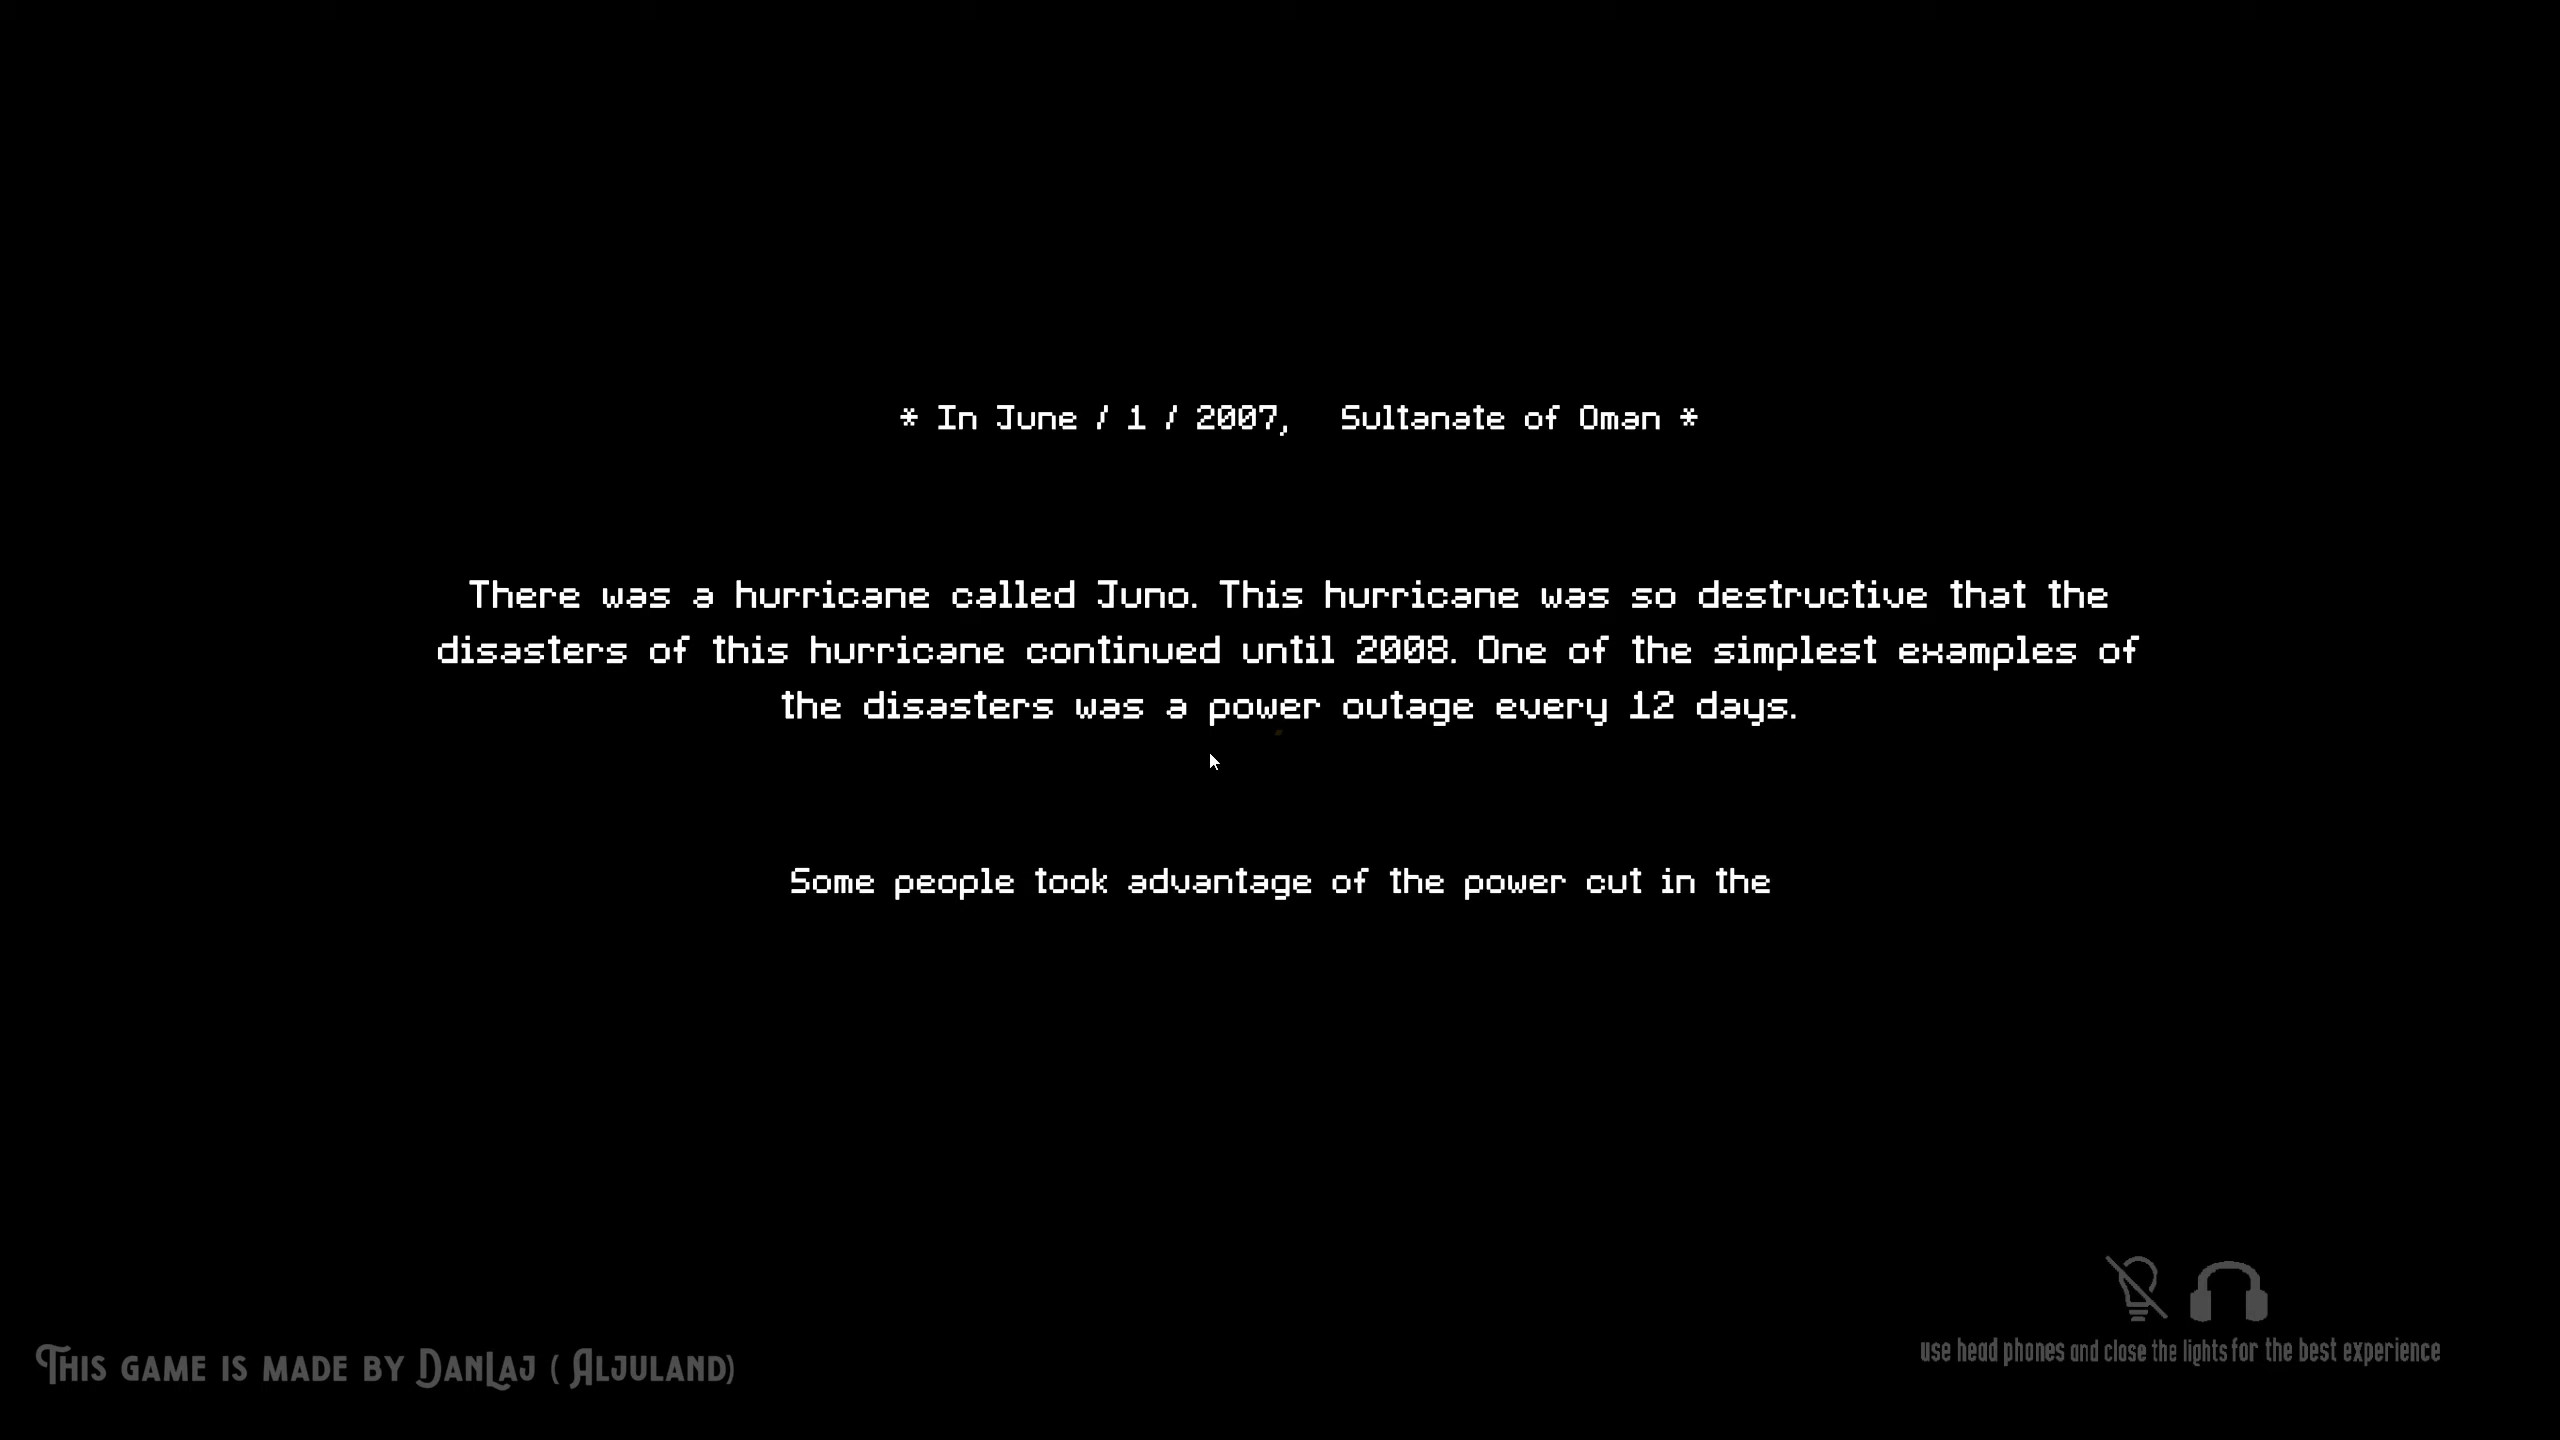 * In June / 1 / 2007, Sultanate of Oman *
There was a hurricane called Juno. This hurricane was so destructive that the
disasters of this hurricane continued until 2008. One of the simplest examples of
the disasters was a power outage every 12 days.
Some people took advantage of the power cut in the
use head phones and close the lights for the best experience
This game is made by DanLaj ( Aljuland)